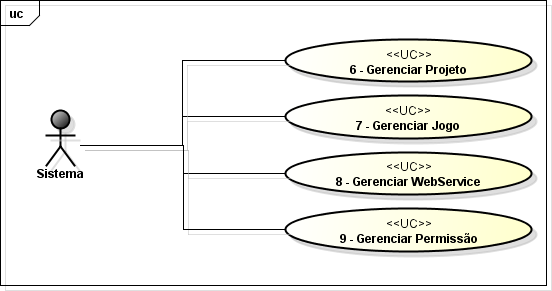 uc
<<UC>>
6 - Gerenciar Projeto
<<UC>>
7 - Gerenciar Jogo
<<UC>>
8 - Gerenciar WebService
<<UC>>
9 - Gerenciar Permissão
Sistema